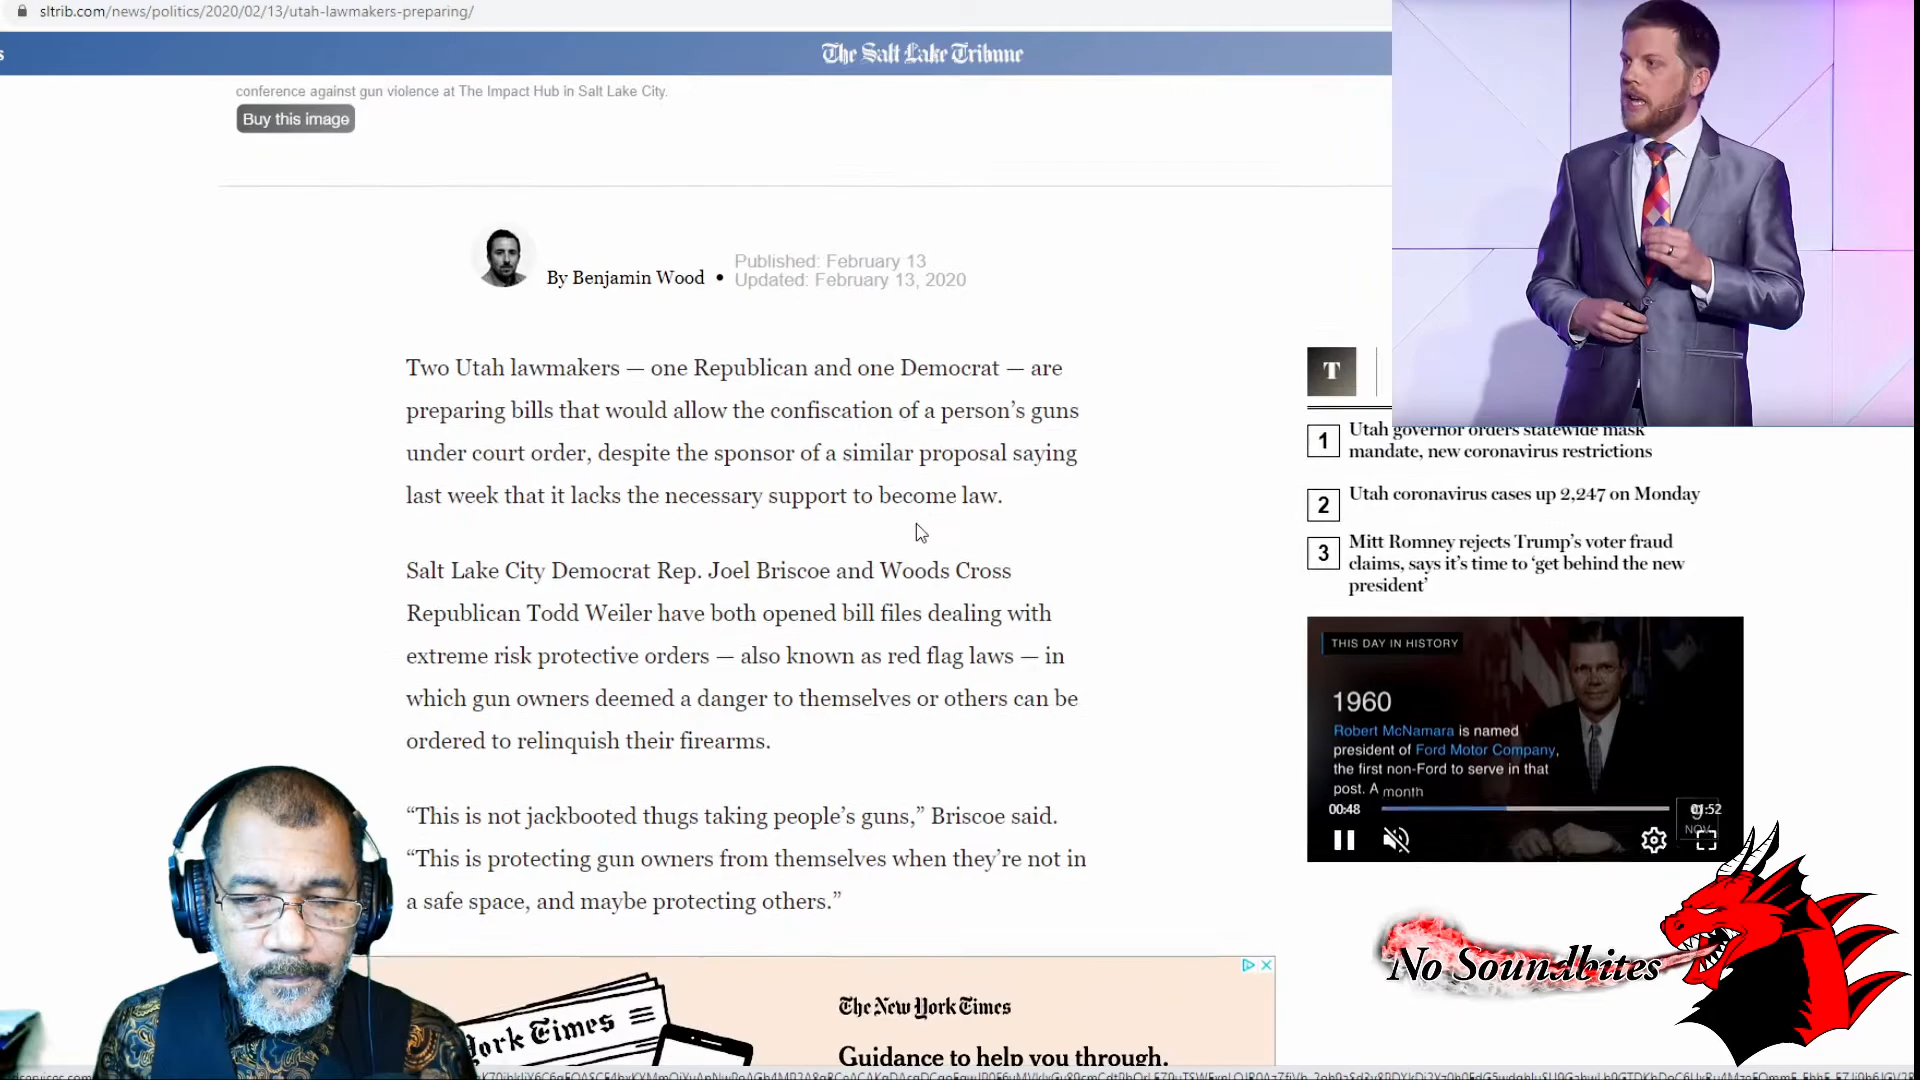 sltrib.com/news/politics/2020/02/13/utah-lawmakers-preparing/
The Salt Lake Tribune
conference against gun violence at The Impact Hub in Salt Lake City.
Buy this image
By Benjamin Wood •
Published: February 13
Updated: February 13, 2020
Two Utah lawmakers — one Republican and one Democrat — are
preparing bills that would allow the confiscation of a person’s guns
under court order, despite the sponsor of a similar proposal saying
last week that it lacks the necessary support to become law.
Salt Lake City Democrat Rep. Joel Briscoe and Woods Cross
Republican Todd Weiler have both opened bill files dealing with
extreme risk protective orders — also known as red flag laws — in
which gun owners deemed a danger to themselves or others can be
ordered to relinquish their firearms.
“This is not jackbooted thugs taking people’s guns,” Briscoe said.
“This is protecting gun owners from themselves when they’re not in
a safe space, and maybe protecting others.”
T
1
Utah governor orders statewide mask
mandate, new coronavirus restrictions
2
Utah coronavirus cases up 2,247 on Monday
3
Mitt Romney rejects Trump’s voter fraud
claims, says it’s time to ‘get behind the new
president’
THIS DAY IN HISTORY
1960
Robert McNamara is named
president of Ford Motor Company,
the first non-Ford to serve in that
post. A month
00:48
01:52
9
NOV
No Soundbites
York Times
The New York Times
Guidance to help you through.